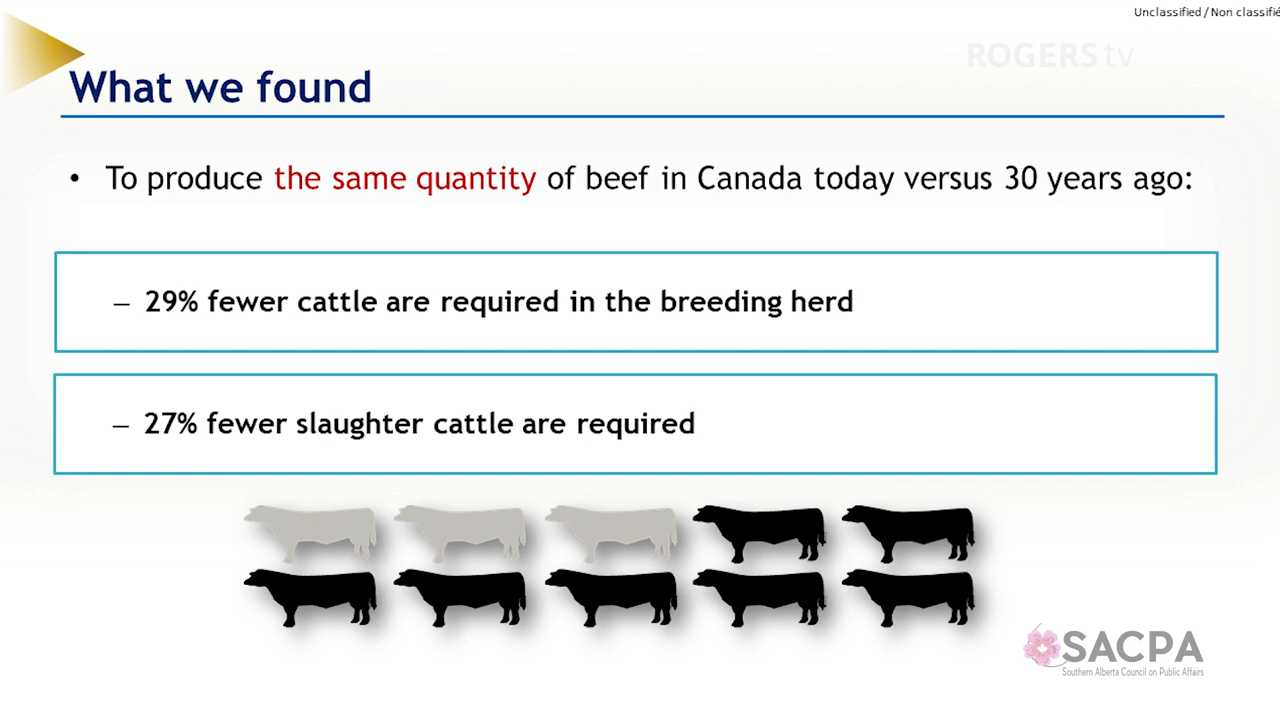 Unclassified / Non classifié
ROGERS tv
What we found
• To produce the same quantity of beef in Canada today versus 30 years ago:
– 29% fewer cattle are required in the breeding herd
– 27% fewer slaughter cattle are required
SACPA
Southern Alberta Council on Public Affairs